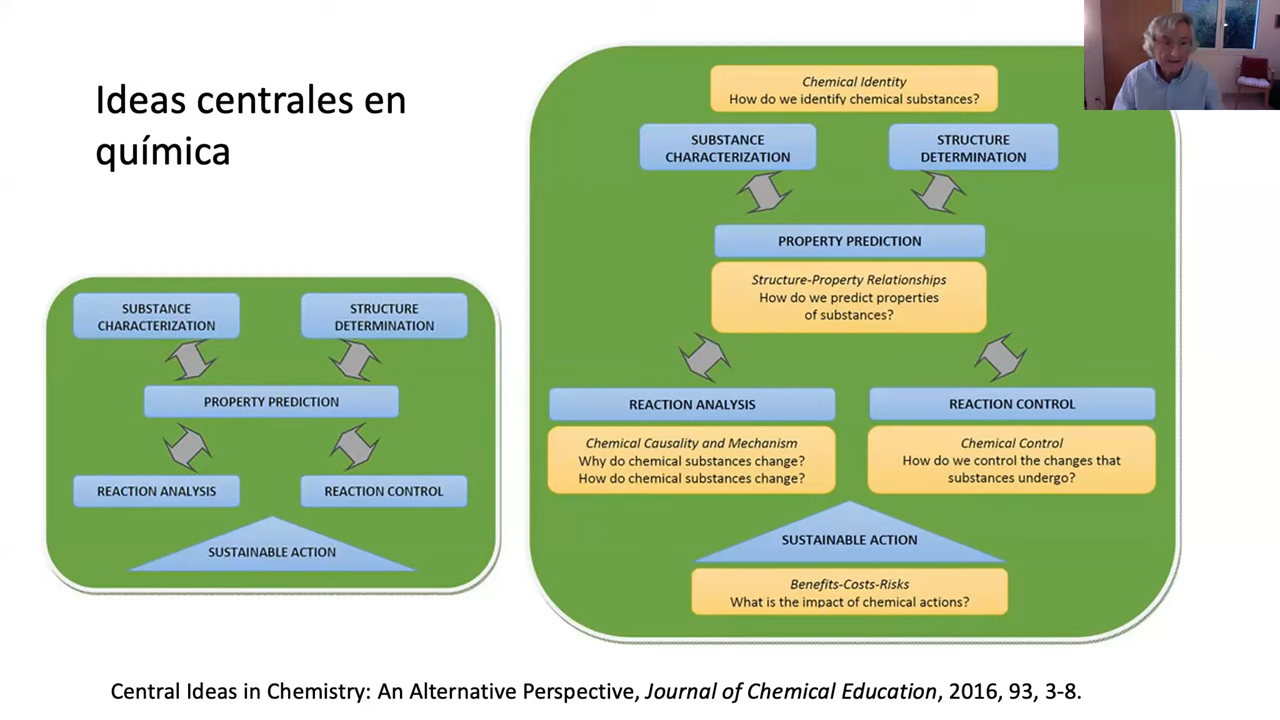 Ideas centrales en
química
SUBSTANCE
CHARACTERIZATION
STRUCTURE
DETERMINATION
PROPERTY PREDICTION
REACTION ANALYSIS
REACTION CONTROL
SUSTAINABLE ACTION
Chemical Identity
How do we identify chemical substances?
SUBSTANCE
CHARACTERIZATION
STRUCTURE
DETERMINATION
PROPERTY PREDICTION
Structure-Property Relationships
How do we predict properties
of substances?
REACTION ANALYSIS
Chemical Causality and Mechanism
Why do chemical substances change?
How do chemical substances change?
REACTION CONTROL
Chemical Control
How do we control the changes that
substances undergo?
SUSTAINABLE ACTION
Benefits-Costs-Risks
What is the impact of chemical actions?
Central Ideas in Chemistry: An Alternative Perspective, Journal of Chemical Education, 2016, 93, 3-8.